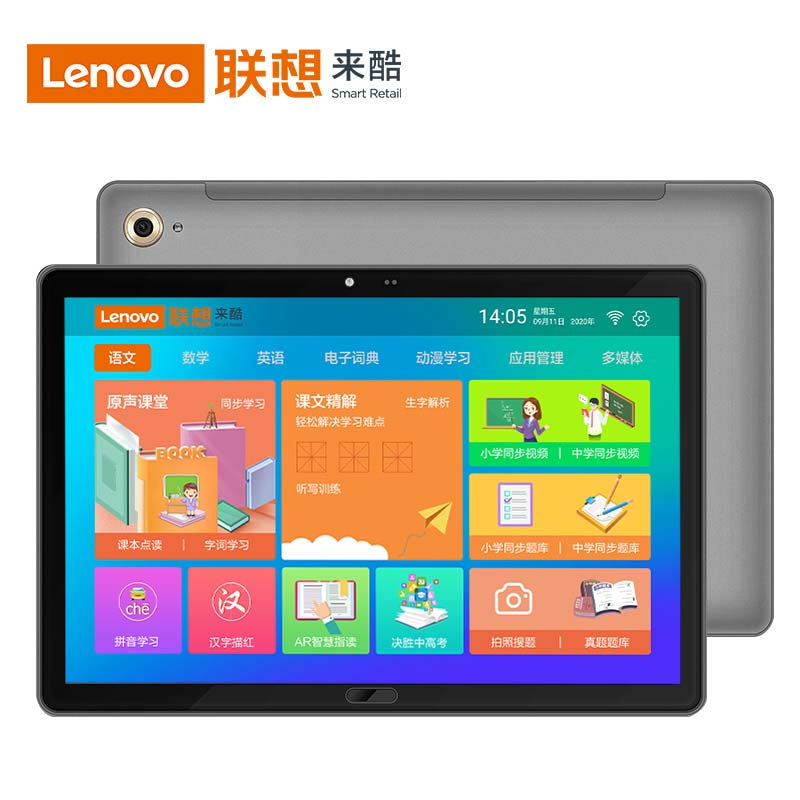 Lenovo 联想 来酷
Smart Retail
Lenovo 联想 来酷
Smart Retail
14:05 星期五
09月11日 2020年
语文 数学 英语 电子词典 动漫学习 应用管理 多媒体
原声课堂 同步学习
课本点读 | 字词学习
课文精解 生字解析
轻松解决学习难点
听写训练
小学同步视频 | 中学同步视频
小学同步题库 | 中学同步题库
BOOK
chē
拼音学习
汉
汉字描红
AR智慧指读
决胜中高考
拍照搜题 | 真题题库